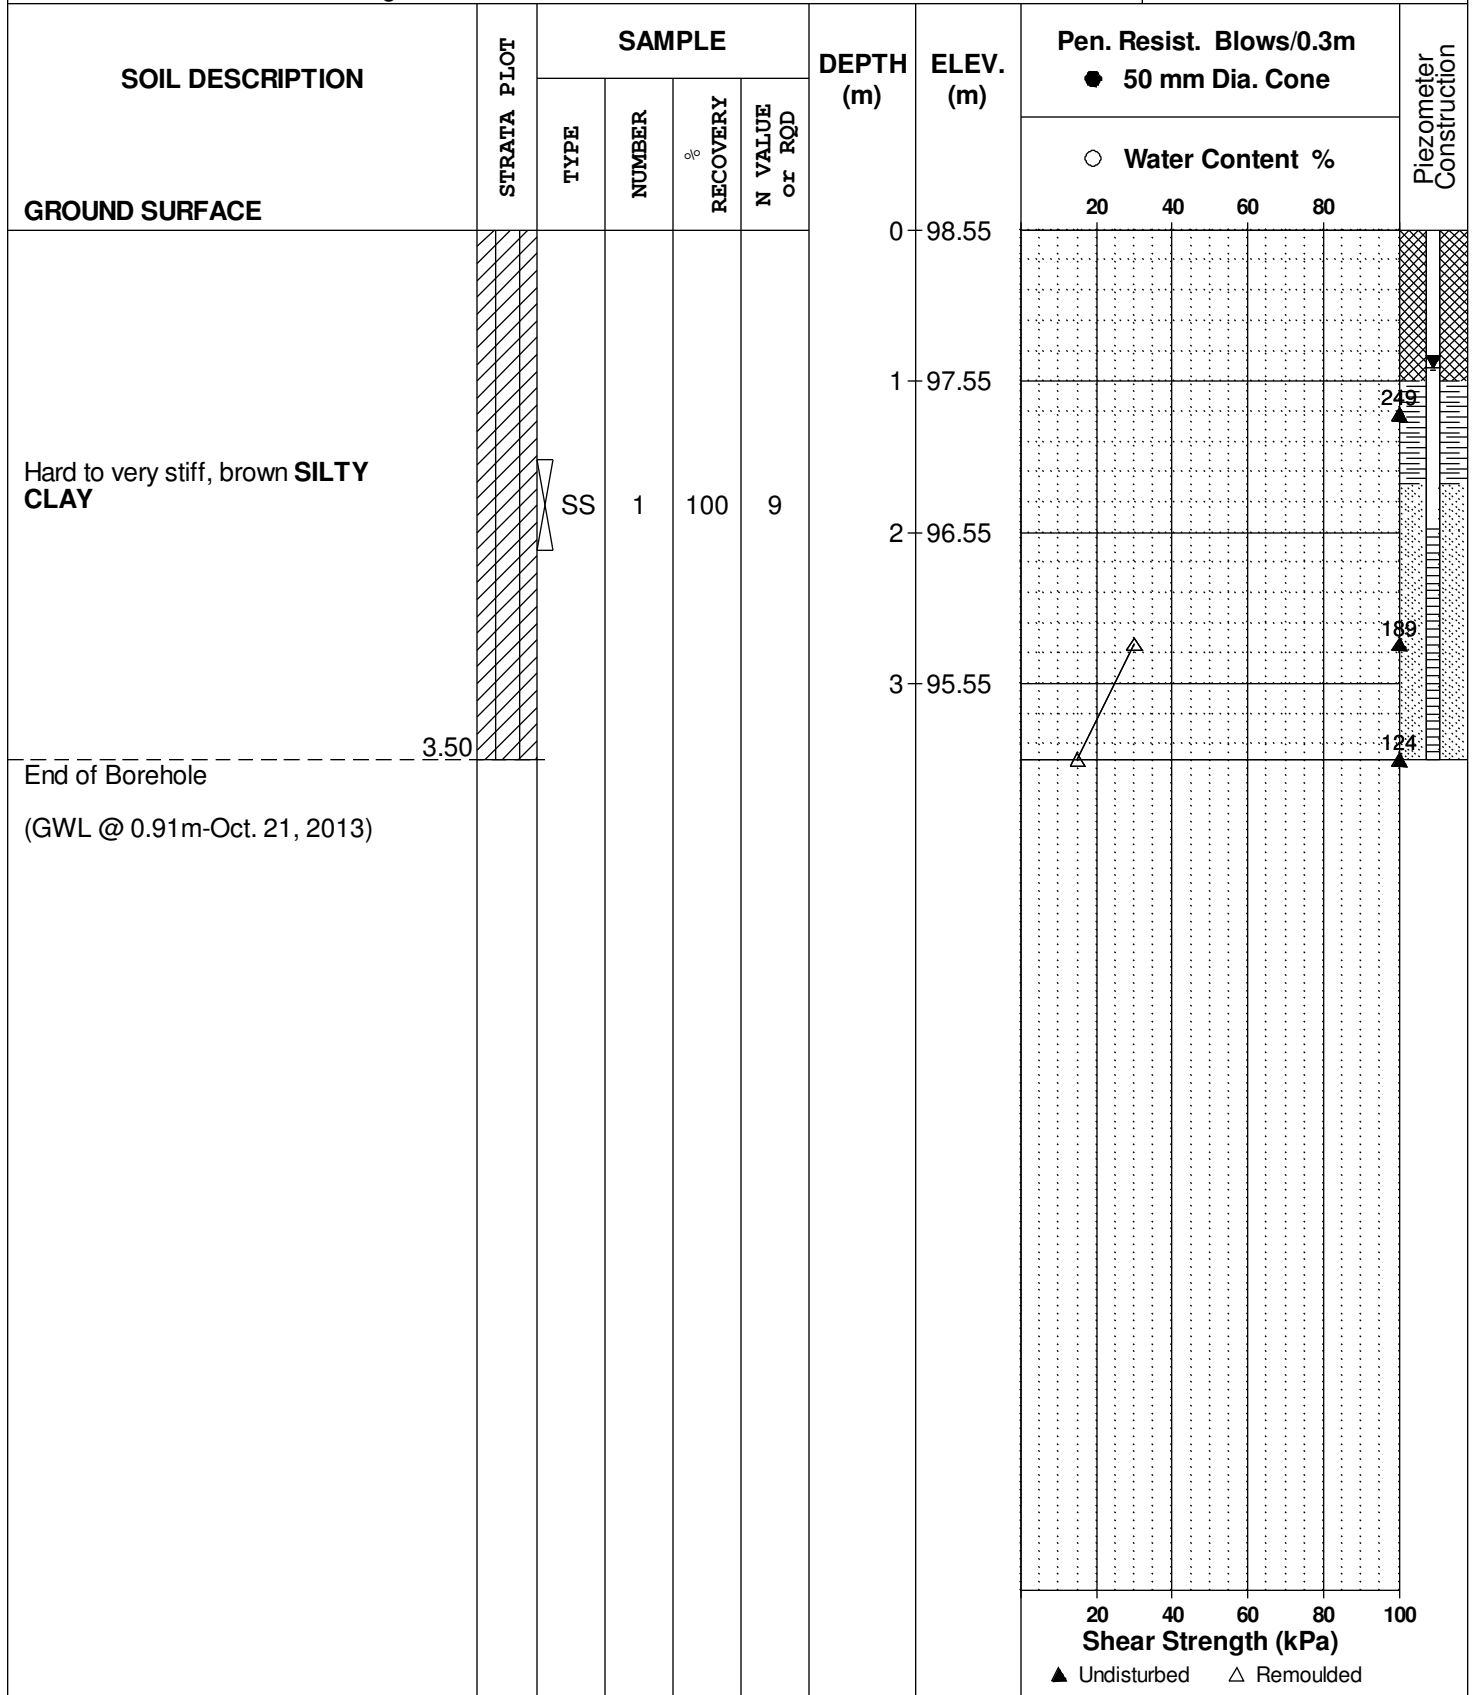 SOIL DESCRIPTION
GROUND SURFACE
STRATA PLOT
SAMPLE
TYPE
NUMBER
%
RECOVERY
N VALUE
or RQD
DEPTH
(m)
ELEV.
(m)
Pen. Resist. Blows/0.3m
● 50 mm Dia. Cone
○ Water Content %
20 40 60 80
Piezometer
Construction
0 98.55
1 97.55
249
Hard to very stiff, brown SILTY
CLAY
SS 1 100 9
2 96.55
189
3 95.55
3.50
124
End of Borehole
(GWL @ 0.91m-Oct. 21, 2013)
20 40 60 80 100
Shear Strength (kPa)
▲ Undisturbed △ Remoulded